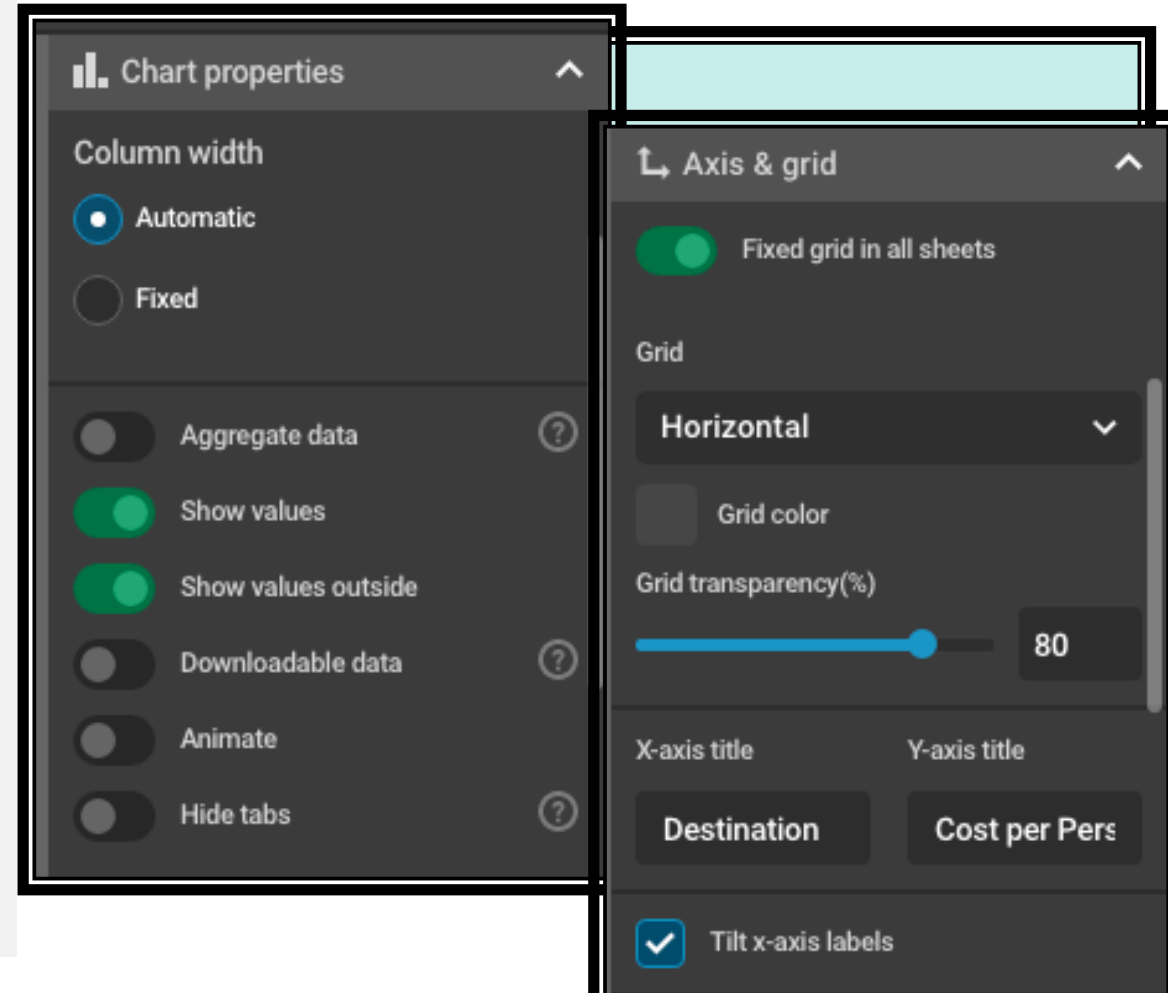 Chart properties
Column width
Automatic
Fixed
Aggregate data
?
Show values
Show values outside
Downloadable data
?
Animate
Hide tabs
?
Axis & grid
Fixed grid in all sheets
Grid
Horizontal
Grid color
Grid transparency(%)
80
X-axis title
Y-axis title
Destination
Cost per Pers
Tilt x-axis labels